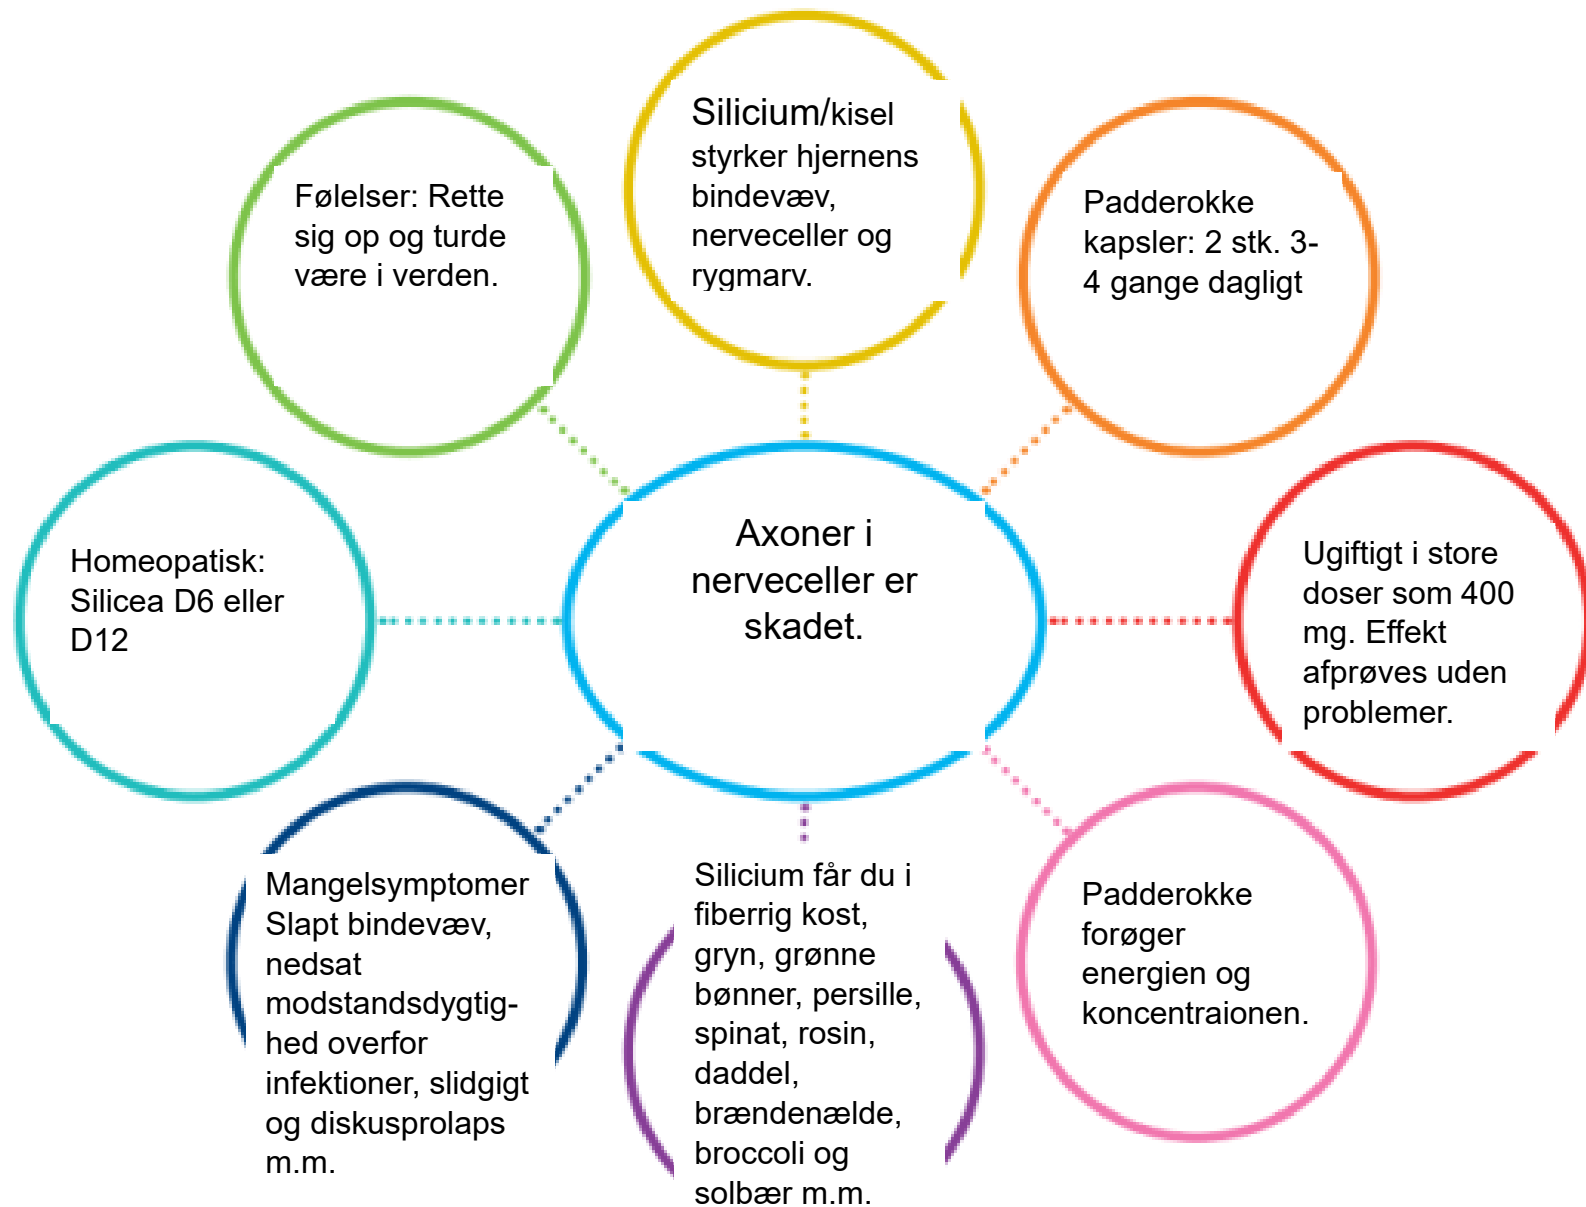 Silicium/kisel
styrker hjernens
bindevæv,
nerveceller og
rygmarv.
Følelser: Rette
sig op og turde
være i verden.
Padderokke
kapsler: 2 stk. 3-
4 gange dagligt
Homeopatisk:
Silicea D6 eller
D12
Axoner i
nerveceller er
skadet.
Ugiftigt i store
doser som 400
mg. Effekt
afprøves uden
problemer.
Mangelsymptomer
Slapt bindevæv,
nedsat
modstandsdygtig-
hed overfor
infektioner, slidgigt
og diskusprolaps
m.m.
Silicium får du i
fiberrig kost,
gryn, grønne
bønner, persille,
spinat, rosin,
daddel,
brændenælde,
broccoli og
solbær m.m.
Padderokke
forøger
energien og
koncentraionen.